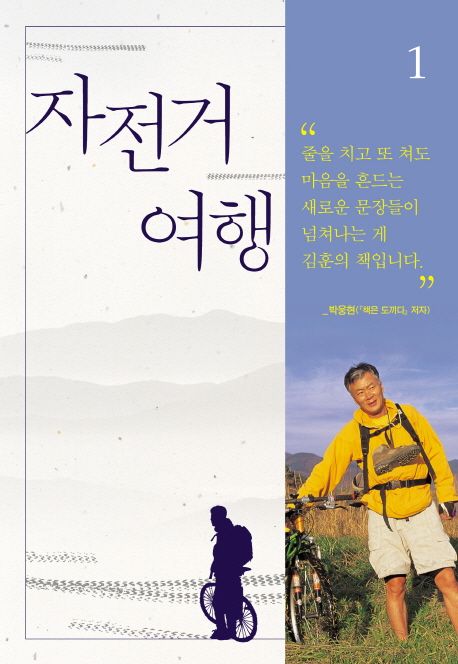 자전거
여행
1
“
줄을 치고 또 쳐도
마음을 흔드는
새로운 문장들이
넘쳐나는 게
김훈의 책입니다.
”
_박웅현(『책은 도끼다』 저자)